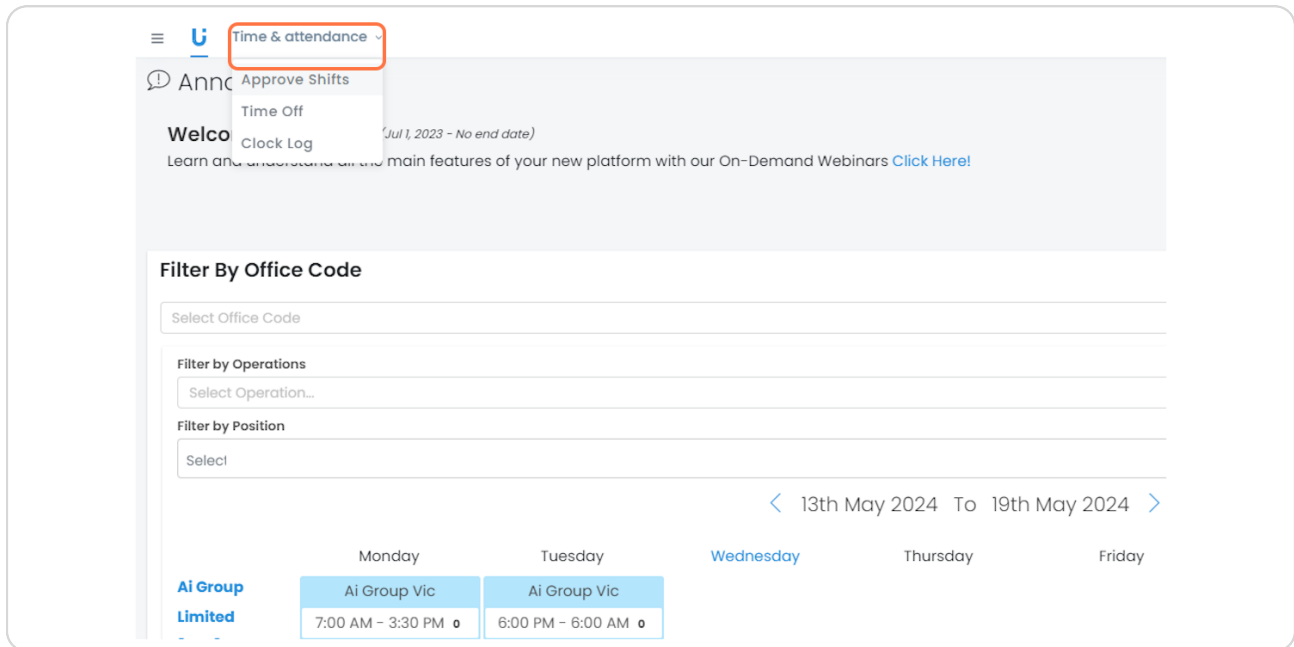 Time & attendance
Anno
Approve Shifts
Time Off
Welco (Jul 1, 2023 - No end date)
Clock Log
Learn and understand all the main features of your new platform with our On-Demand Webinars Click Here!
Filter By Office Code
Select Office Code
Filter by Operations
Select Operation...
Filter by Position
Select
13th May 2024 To 19th May 2024
Monday Tuesday Wednesday Thursday Friday
Ai Group Ai Group Vic Ai Group Vic
Limited 7:00 AM - 3:30 PM 0 6:00 PM - 6:00 AM 0